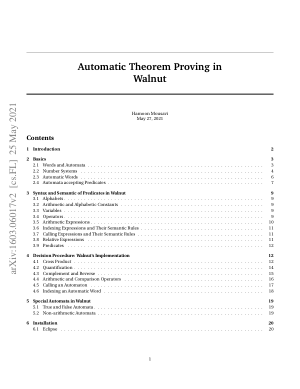 arXiv:1603.06017v2 [cs.FL] 25 May 2021
Automatic Theorem Proving in
Walnut
Hamoon Mousavi
May 27, 2021
Contents
1 Introduction 2
2 Basics 3
2.1 Words and Automata 3
2.2 Number Systems 4
2.3 Automatic Words 6
2.4 Automata accepting Predicates 7
3 Syntax and Semantic of Predicates in Walnut 9
3.1 Alphabets 9
3.2 Arithmetic and Alphabetic Constants 9
3.3 Variables 9
3.4 Operators 9
3.5 Arithmetic Expressions 10
3.6 Indexing Expressions and Their Semantic Rules 11
3.7 Calling Expressions and Their Semantic Rules 11
3.8 Relative Expressions 11
3.9 Predicates 12
4 Decision Procedure: Walnut's Implementation 12
4.1 Cross Product 12
4.2 Quantification 14
4.3 Complement and Reverse 15
4.4 Arithmetic and Comparison Operators 16
4.5 Calling an Automaton 17
4.6 Indexing an Automatic Word 18
5 Special Automata in Walnut 19
5.1 True and False Automata 19
5.2 Non-arithmetic Automata 19
6 Installation 20
6.1 Eclipse 20
1